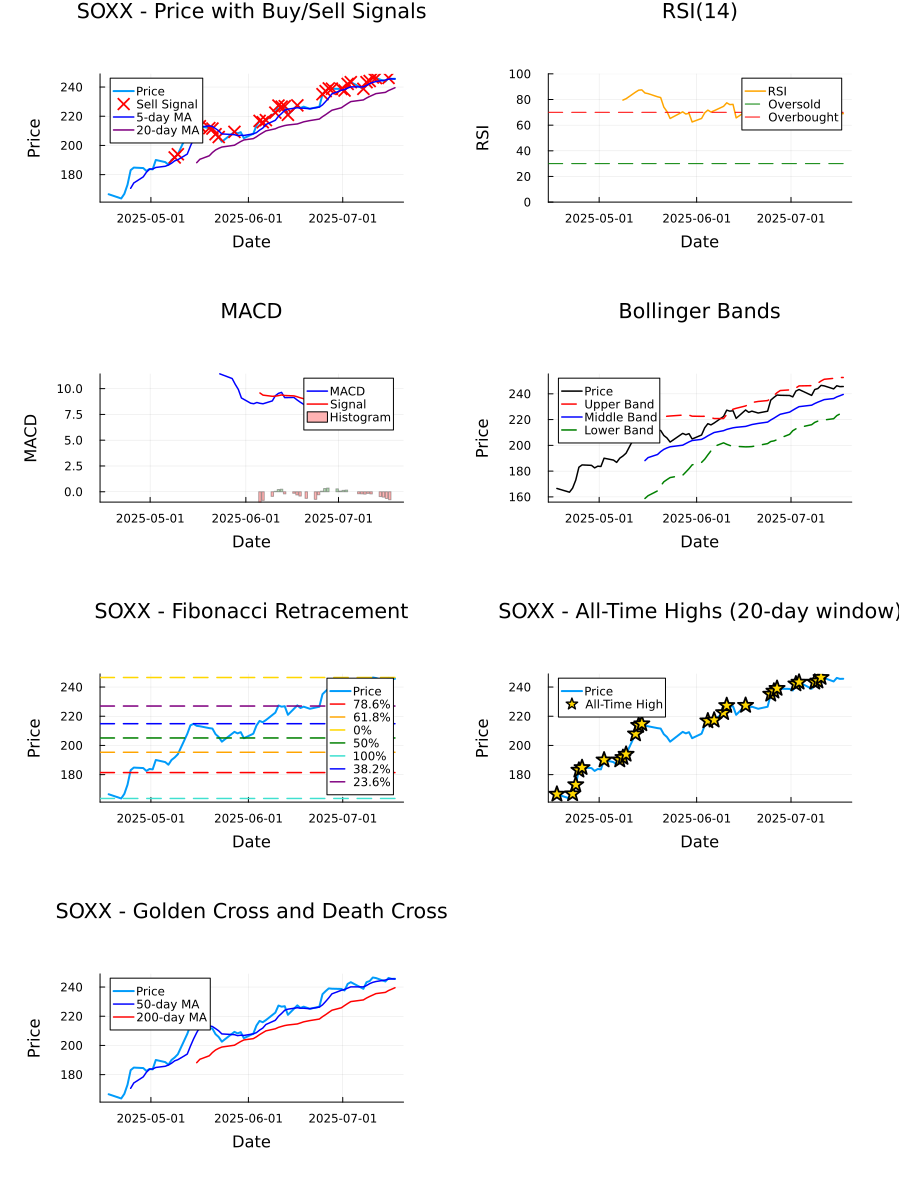 SOXX - Price with Buy/Sell Signals
Price
240
220
200
180
Price
Sell Signal
5-day MA
20-day MA
2025-05-01 2025-06-01 2025-07-01
Date
RSI(14)
RSI
100
80
60
40
20
0
RSI
Oversold
Overbought
2025-05-01 2025-06-01 2025-07-01
Date
MACD
MACD
10.0
7.5
5.0
2.5
0.0
MACD
Signal
Histogram
2025-05-01 2025-06-01 2025-07-01
Date
Bollinger Bands
Price
240
220
200
180
160
Price
Upper Band
Middle Band
Lower Band
2025-05-01 2025-06-01 2025-07-01
Date
SOXX - Fibonacci Retracement
Price
240
220
200
180
Price
78.6%
61.8%
0%
50%
100%
38.2%
23.6%
2025-05-01 2025-06-01 2025-07-01
Date
SOXX - All-Time Highs (20-day window)
Price
240
220
200
180
Price
All-Time High
2025-05-01 2025-06-01 2025-07-01
Date
SOXX - Golden Cross and Death Cross
Price
240
220
200
180
Price
50-day MA
200-day MA
2025-05-01 2025-06-01 2025-07-01
Date